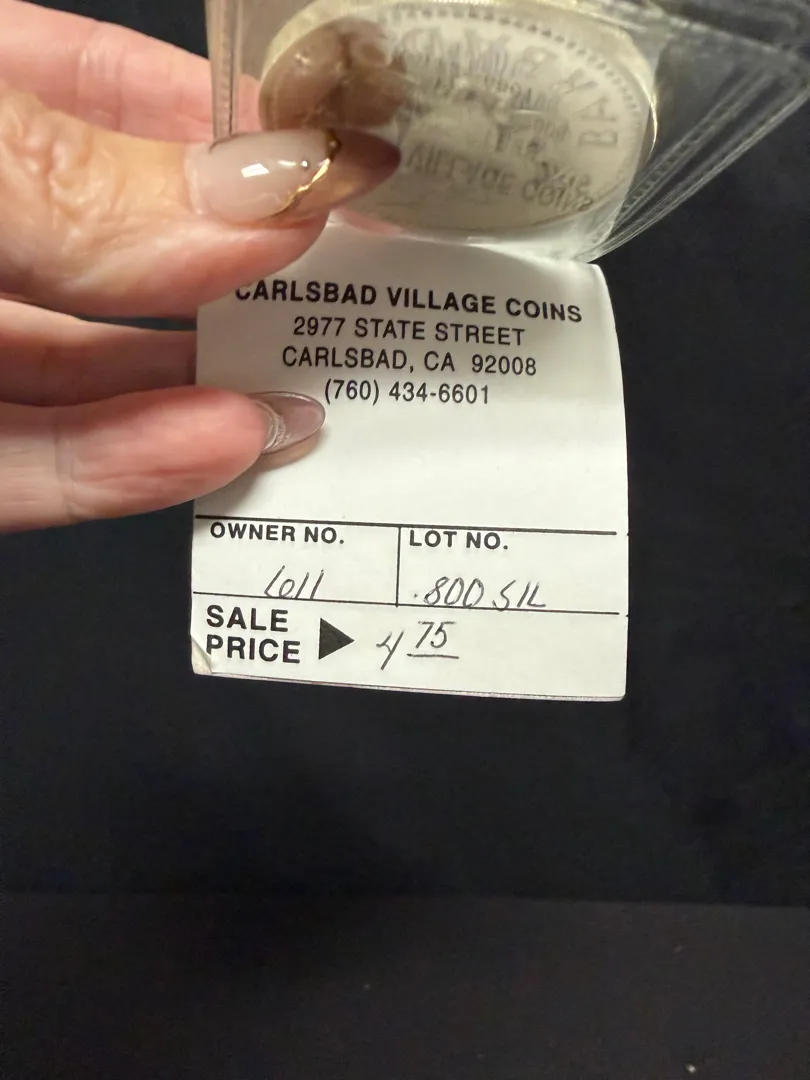 CARLSBAD VILLAGE COINS
2977 STATE STREET
CARLSBAD, CA 92008
(760) 434-6601
OWNER NO.
LOT NO.
611
.800 SIL
SALE
PRICE
4 75